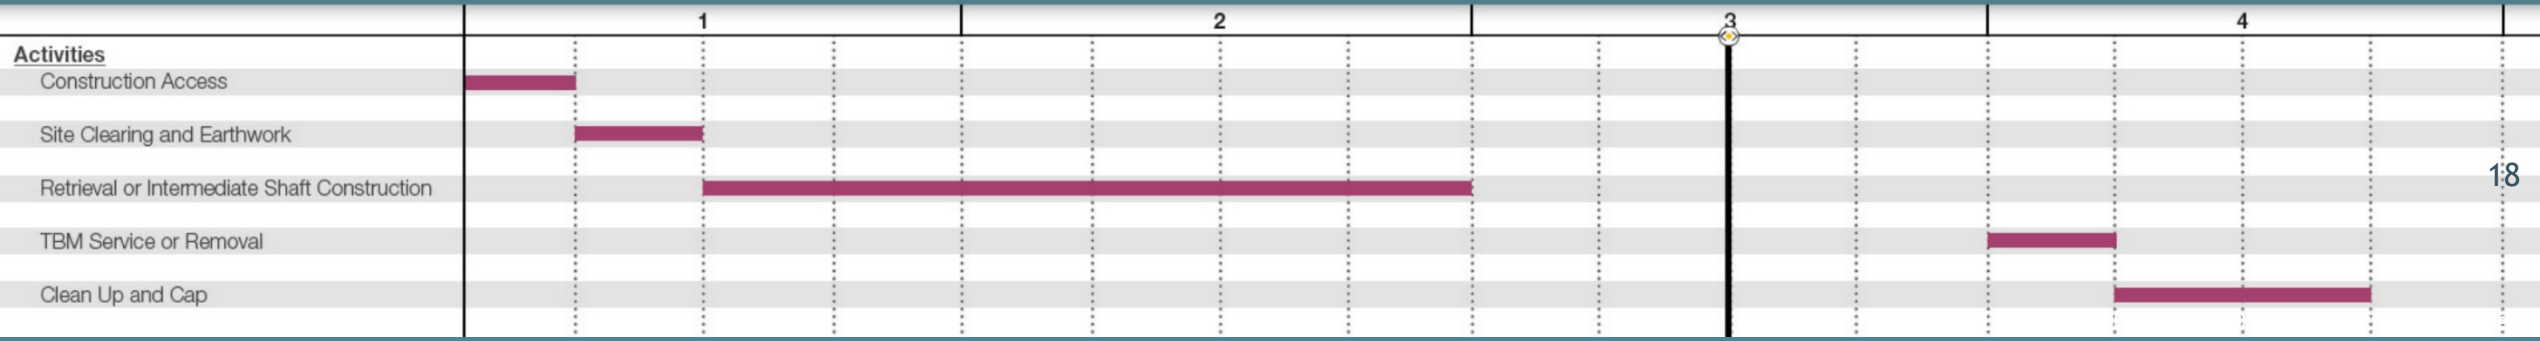 1 2 3 4
Activities
Construction Access
Site Clearing and Earthwork
Retrieval or Intermediate Shaft Construction
18
TBM Service or Removal
Clean Up and Cap